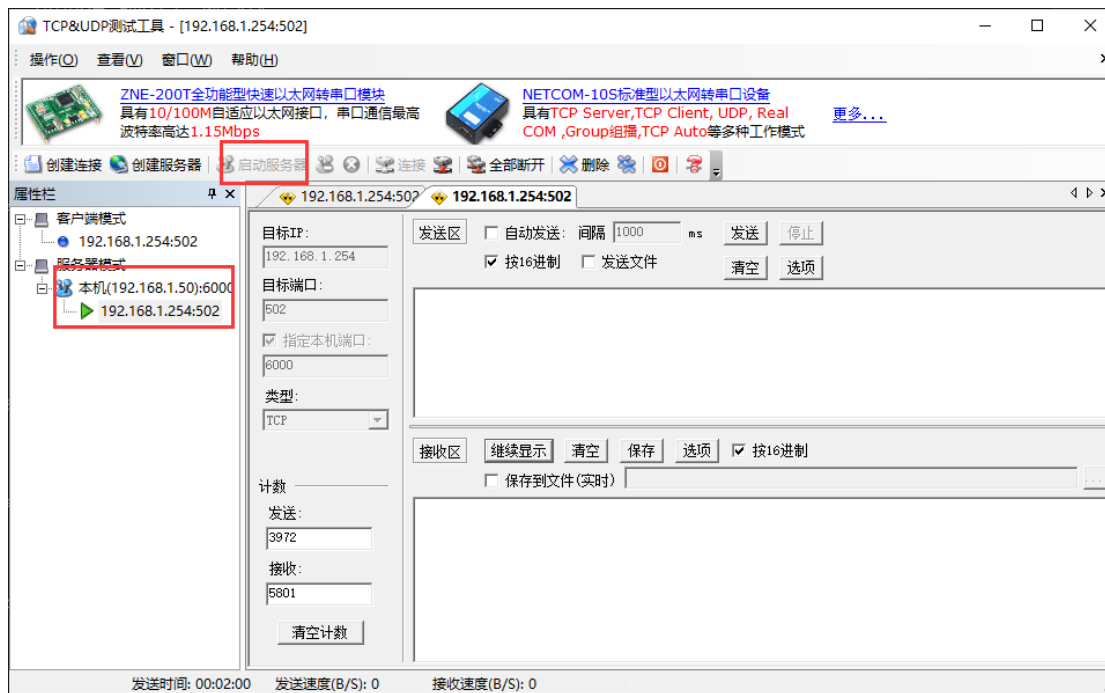 TCP&UDP测试工具 - [192.168.1.254:502]
操作(O) 查看(V) 窗口(W) 帮助(H)
ZNE-200T全功能型快速以太网转串口模块
具有10/100M自适应以太网接口，串口通信最高
波特率高达1.15Mbps
NETCOM-10S标准型以太网转串口设备
具有TCP Server,TCP Client, UDP, Real
COM ,Group组播,TCP Auto等多种工作模式
更多...
创建连接 创建服务器 启动服务器 连接 全部断开 删除
属性栏
客户端模式
192.168.1.254:502
服务器模式
本机(192.168.1.50):6000
192.168.1.254:502
192.168.1.254:502 192.168.1.254:502
目标IP:
192.168.1.254
目标端口:
502
指定本机端口:
6000
类型:
TCP
计数
发送:
3972
接收:
5801
清空计数
发送区 自动发送: 间隔 1000 ms 发送 停止
按16进制 发送文件 清空 选项
接收区 继续显示 清空 保存 选项 按16进制
保存到文件(实时) ...
发送时间: 00:02:00 发送速度(B/S): 0 接收速度(B/S): 0